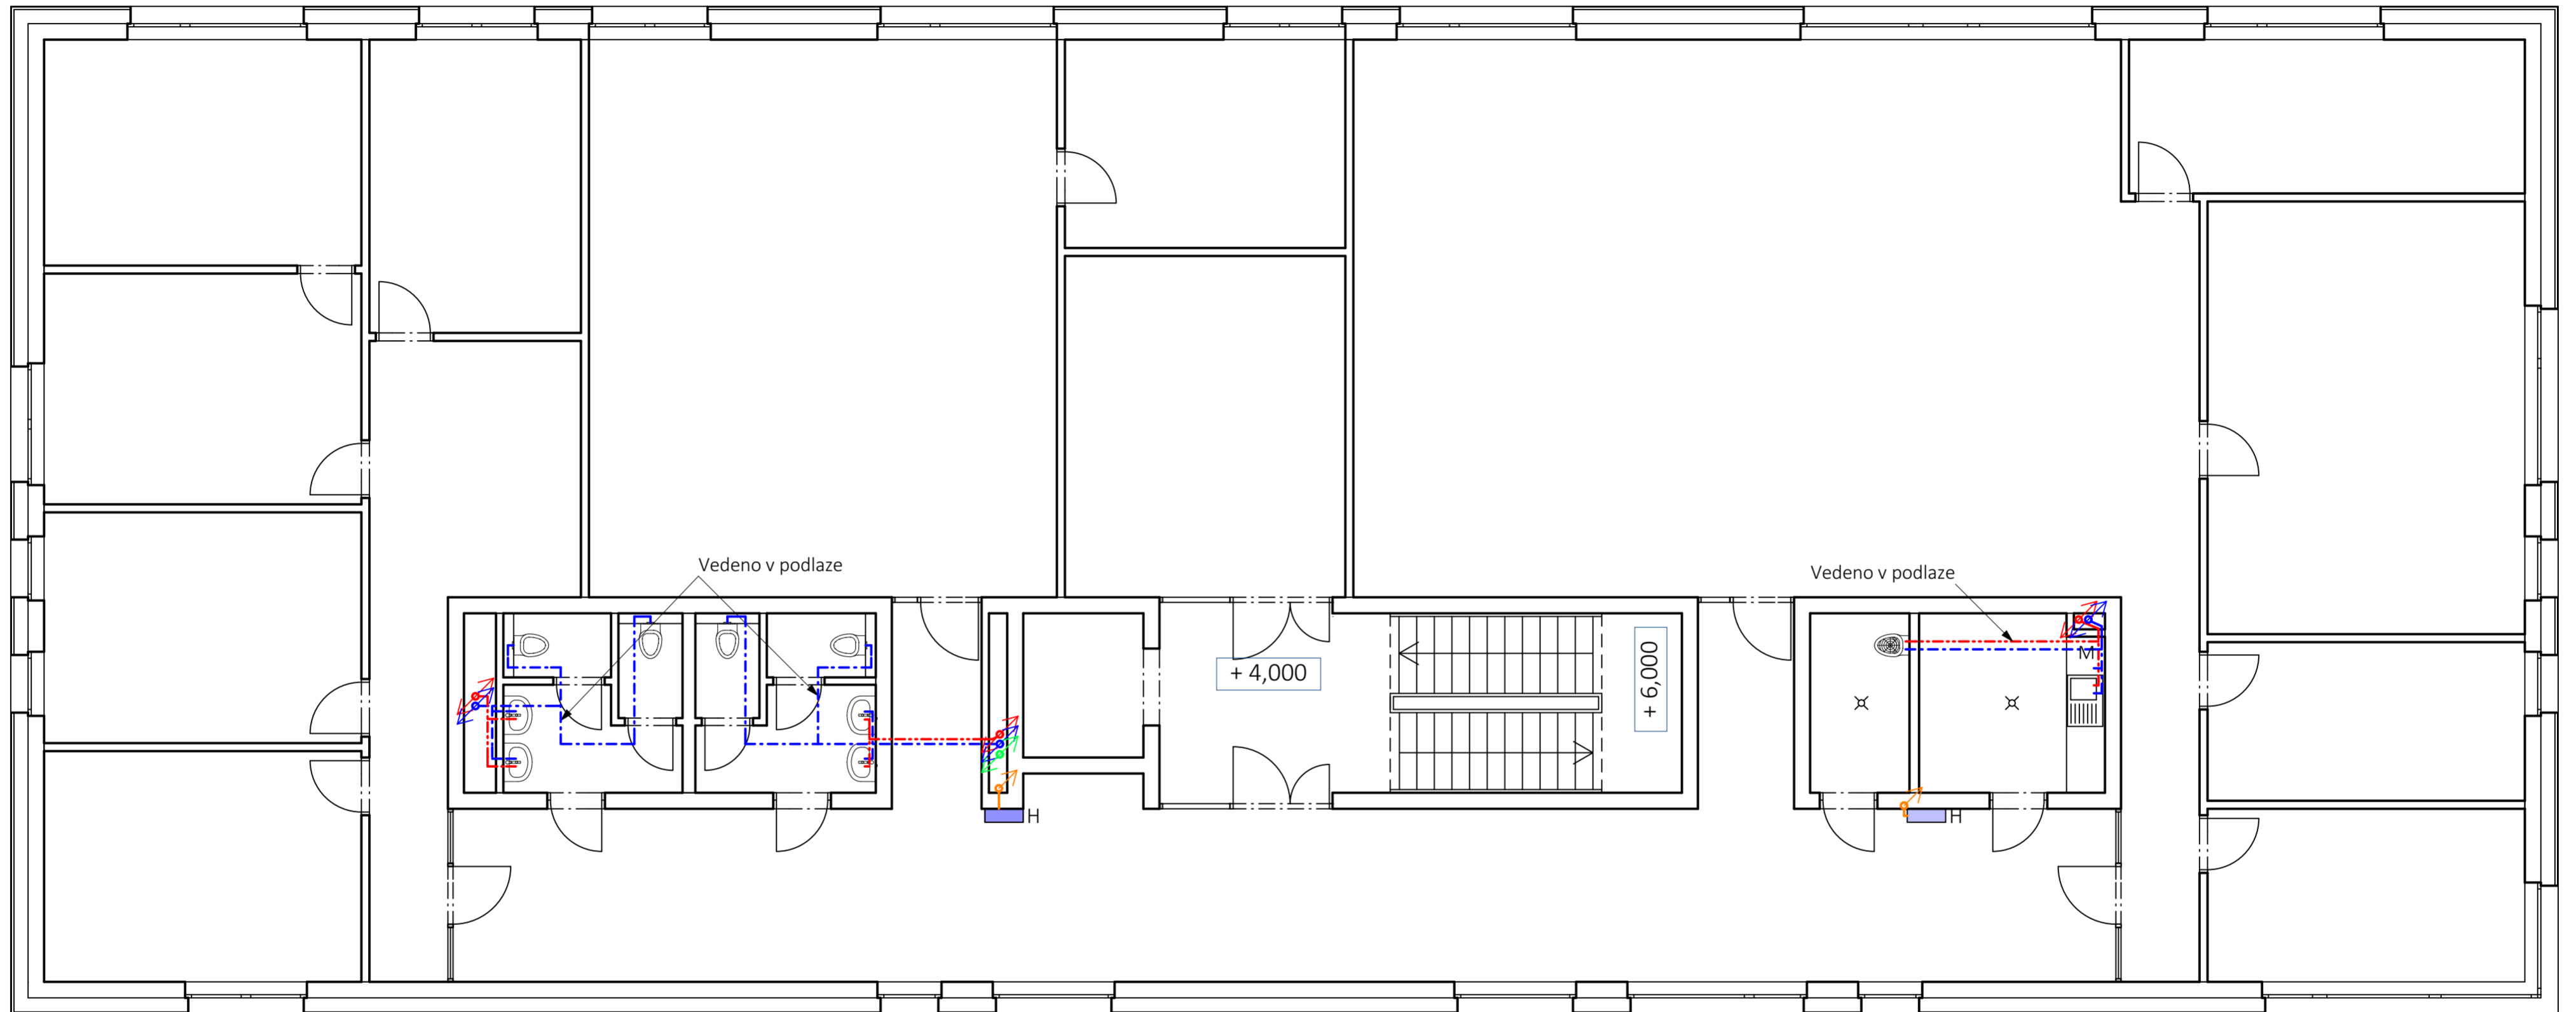 Vedeno v podlaze
Vedeno v podlaze
+ 4,000
+ 6,000
M
H
H